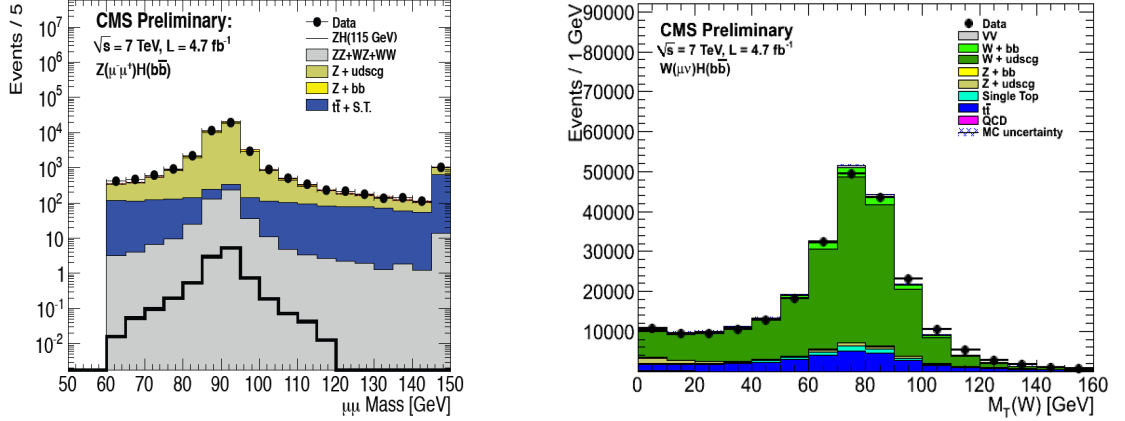 CMS Preliminary:
√s = 7 TeV, L = 4.7 fb⁻¹
Z(μ⁻μ⁺)H(bb̅)
Data
ZH(115 GeV)
ZZ+WZ+WW
Z + udscg
Z + bb
tt̅ + S.T.
Events / 5
10⁵
10⁴
10³
10²
10
1
10⁻¹
10⁻²
50 60 70 80 90 100 110 120 130 140 150
μμ Mass [GeV]
CMS Preliminary
√s = 7 TeV, L = 4.7 fb⁻¹
W(μν)H(bb̅)
Data
VV
W + bb
W + udscg
Z + bb
Z + udscg
Single Top
tt̅
QCD
MC uncertainty
Events / 1 GeV
90000
80000
70000
60000
50000
40000
30000
20000
10000
0 20 40 60 80 100 120 140 160
M_T(W) [GeV]